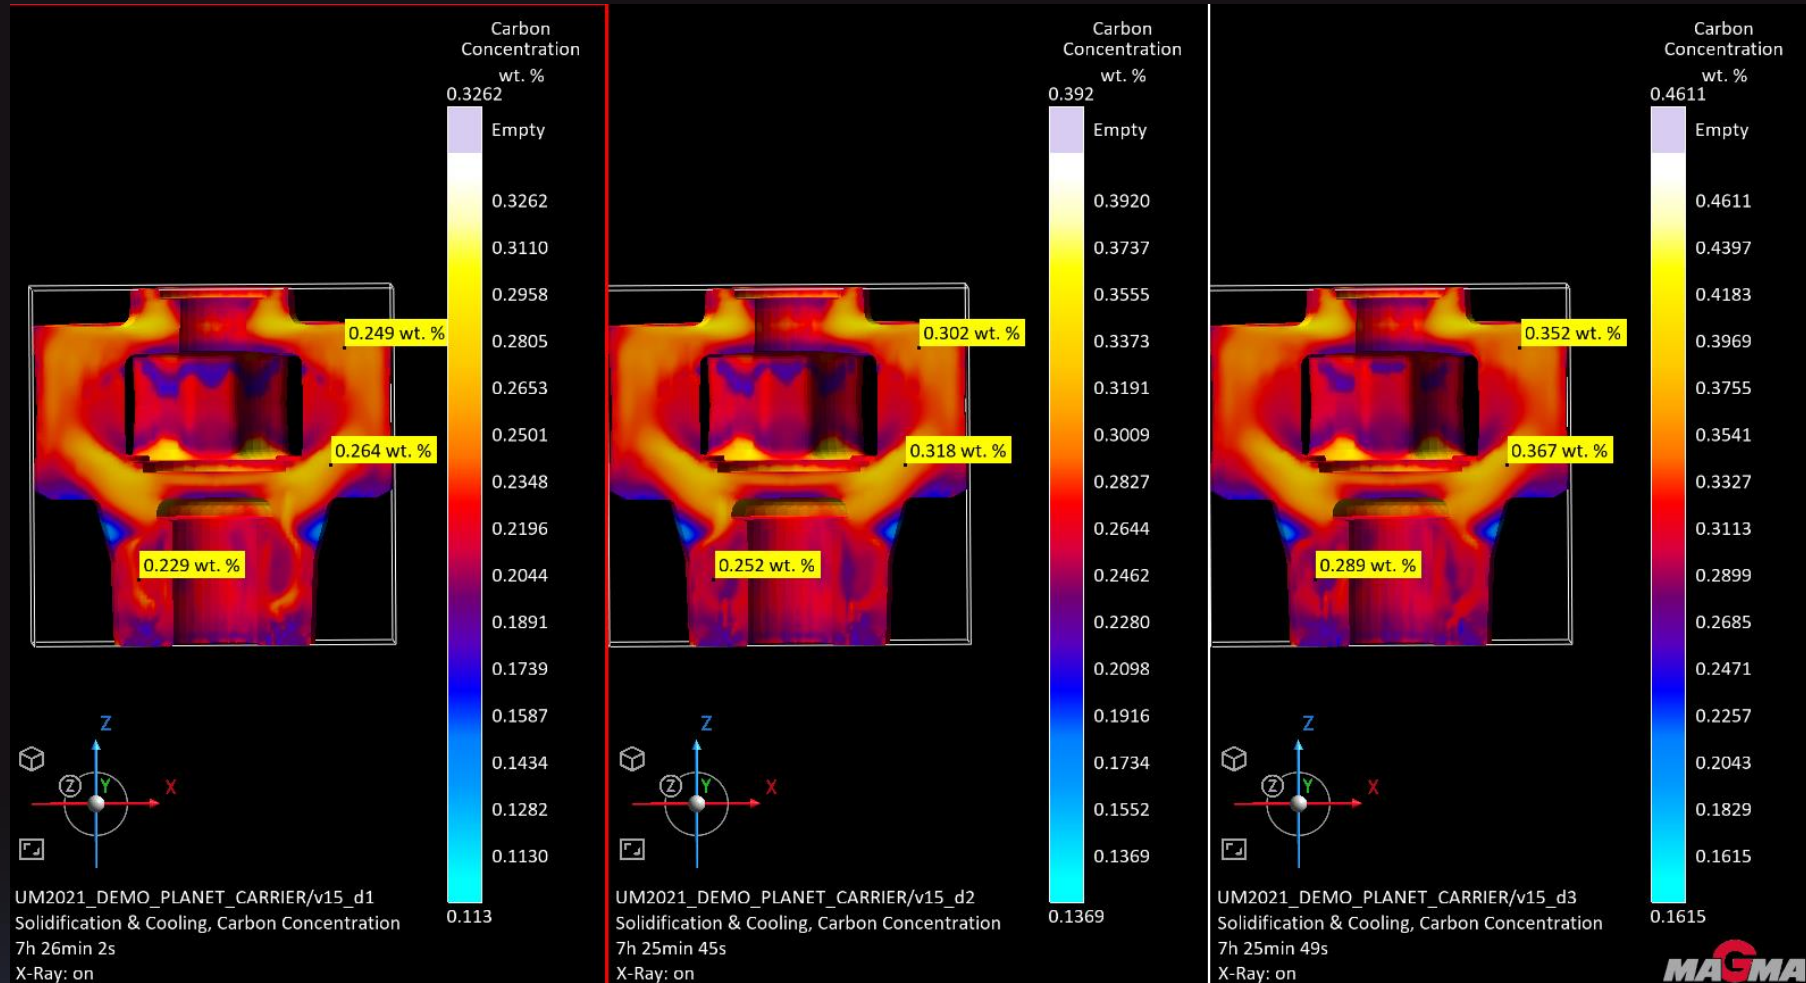 Carbon
Concentration
wt. %
0.3262
Empty
0.3262
0.3110
0.2958
0.2805
0.2653
0.2501
0.2348
0.2196
0.2044
0.1891
0.1739
0.1587
0.1434
0.1282
0.1130
0.113
0.249 wt. %
0.264 wt. %
0.229 wt. %
Z
Z
Y
X
UM2021_DEMO_PLANET_CARRIER/v15_d1
Solidification & Cooling, Carbon Concentration
7h 26min 2s
X-Ray: on
Carbon
Concentration
wt. %
0.392
Empty
0.3920
0.3737
0.3555
0.3373
0.3191
0.3009
0.2827
0.2644
0.2462
0.2280
0.2098
0.1916
0.1734
0.1552
0.1369
0.1369
0.302 wt. %
0.318 wt. %
0.252 wt. %
Z
Z
Y
X
UM2021_DEMO_PLANET_CARRIER/v15_d2
Solidification & Cooling, Carbon Concentration
7h 25min 45s
X-Ray: on
Carbon
Concentration
wt. %
0.4611
Empty
0.4611
0.4397
0.4183
0.3969
0.3755
0.3541
0.3327
0.3113
0.2899
0.2685
0.2471
0.2257
0.2043
0.1829
0.1615
0.1615
0.352 wt. %
0.367 wt. %
0.289 wt. %
Z
Z
Y
X
UM2021_DEMO_PLANET_CARRIER/v15_d3
Solidification & Cooling, Carbon Concentration
7h 25min 49s
X-Ray: on
MAGMA